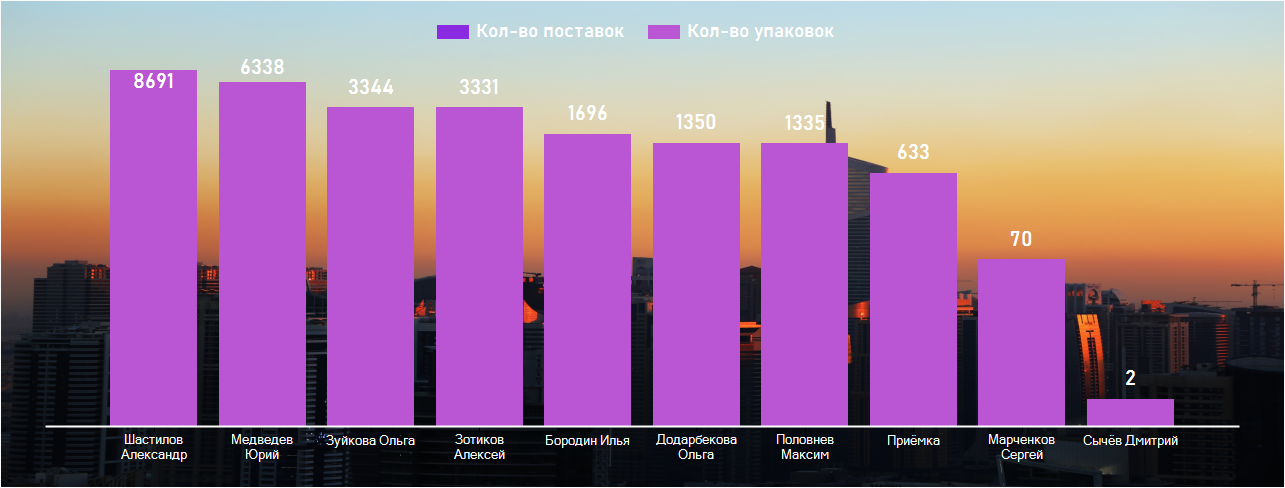 Кол-во поставок Кол-во упаковок
8691 6338 3344 3331 1696 1350 1335 633 70 2
Шастилов Александр
Медведев Юрий
Зуйкова Ольга
Зотиков Алексей
Бородин Илья
Додарбекова Ольга
Половнев Максим
Приёмка
Марченков Сергей
Сычёв Дмитрий